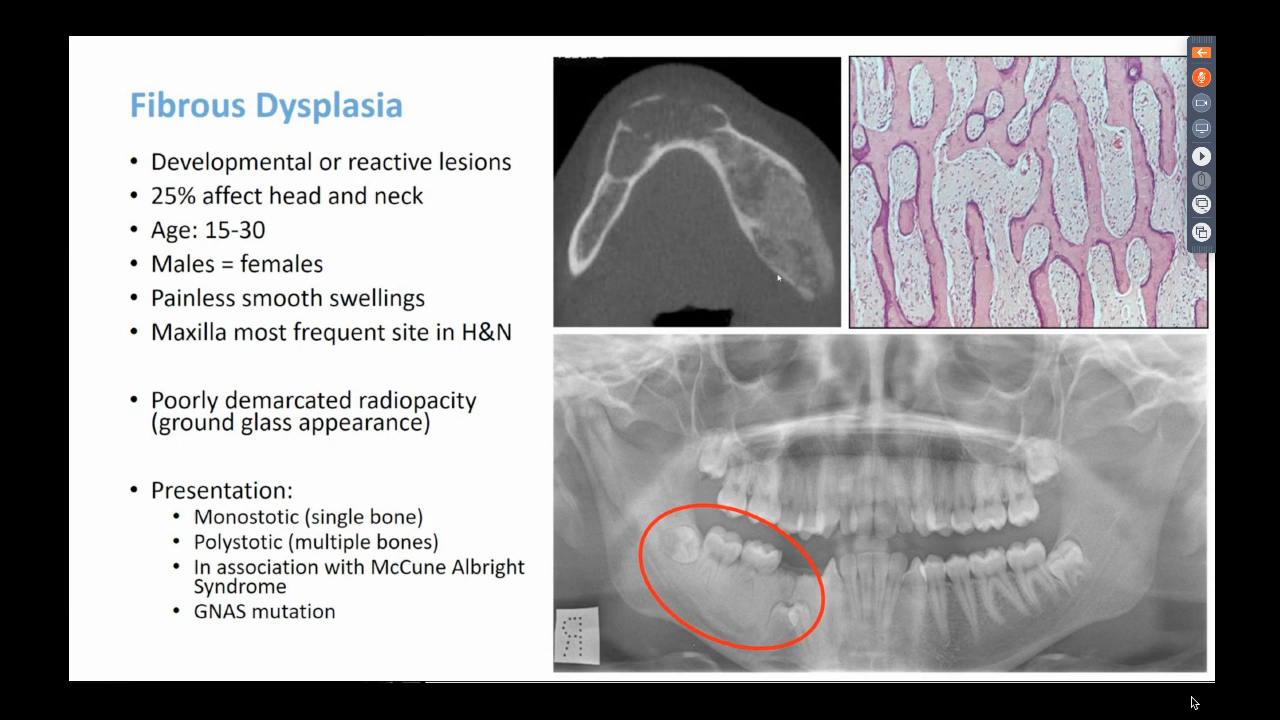 Fibrous Dysplasia
• Developmental or reactive lesions
• 25% affect head and neck
• Age: 15-30
• Males = females
• Painless smooth swellings
• Maxilla most frequent site in H&N
• Poorly demarcated radiopacity
(ground glass appearance)
• Presentation:
• Monostotic (single bone)
• Polystotic (multiple bones)
• In association with McCune Albright
Syndrome
• GNAS mutation